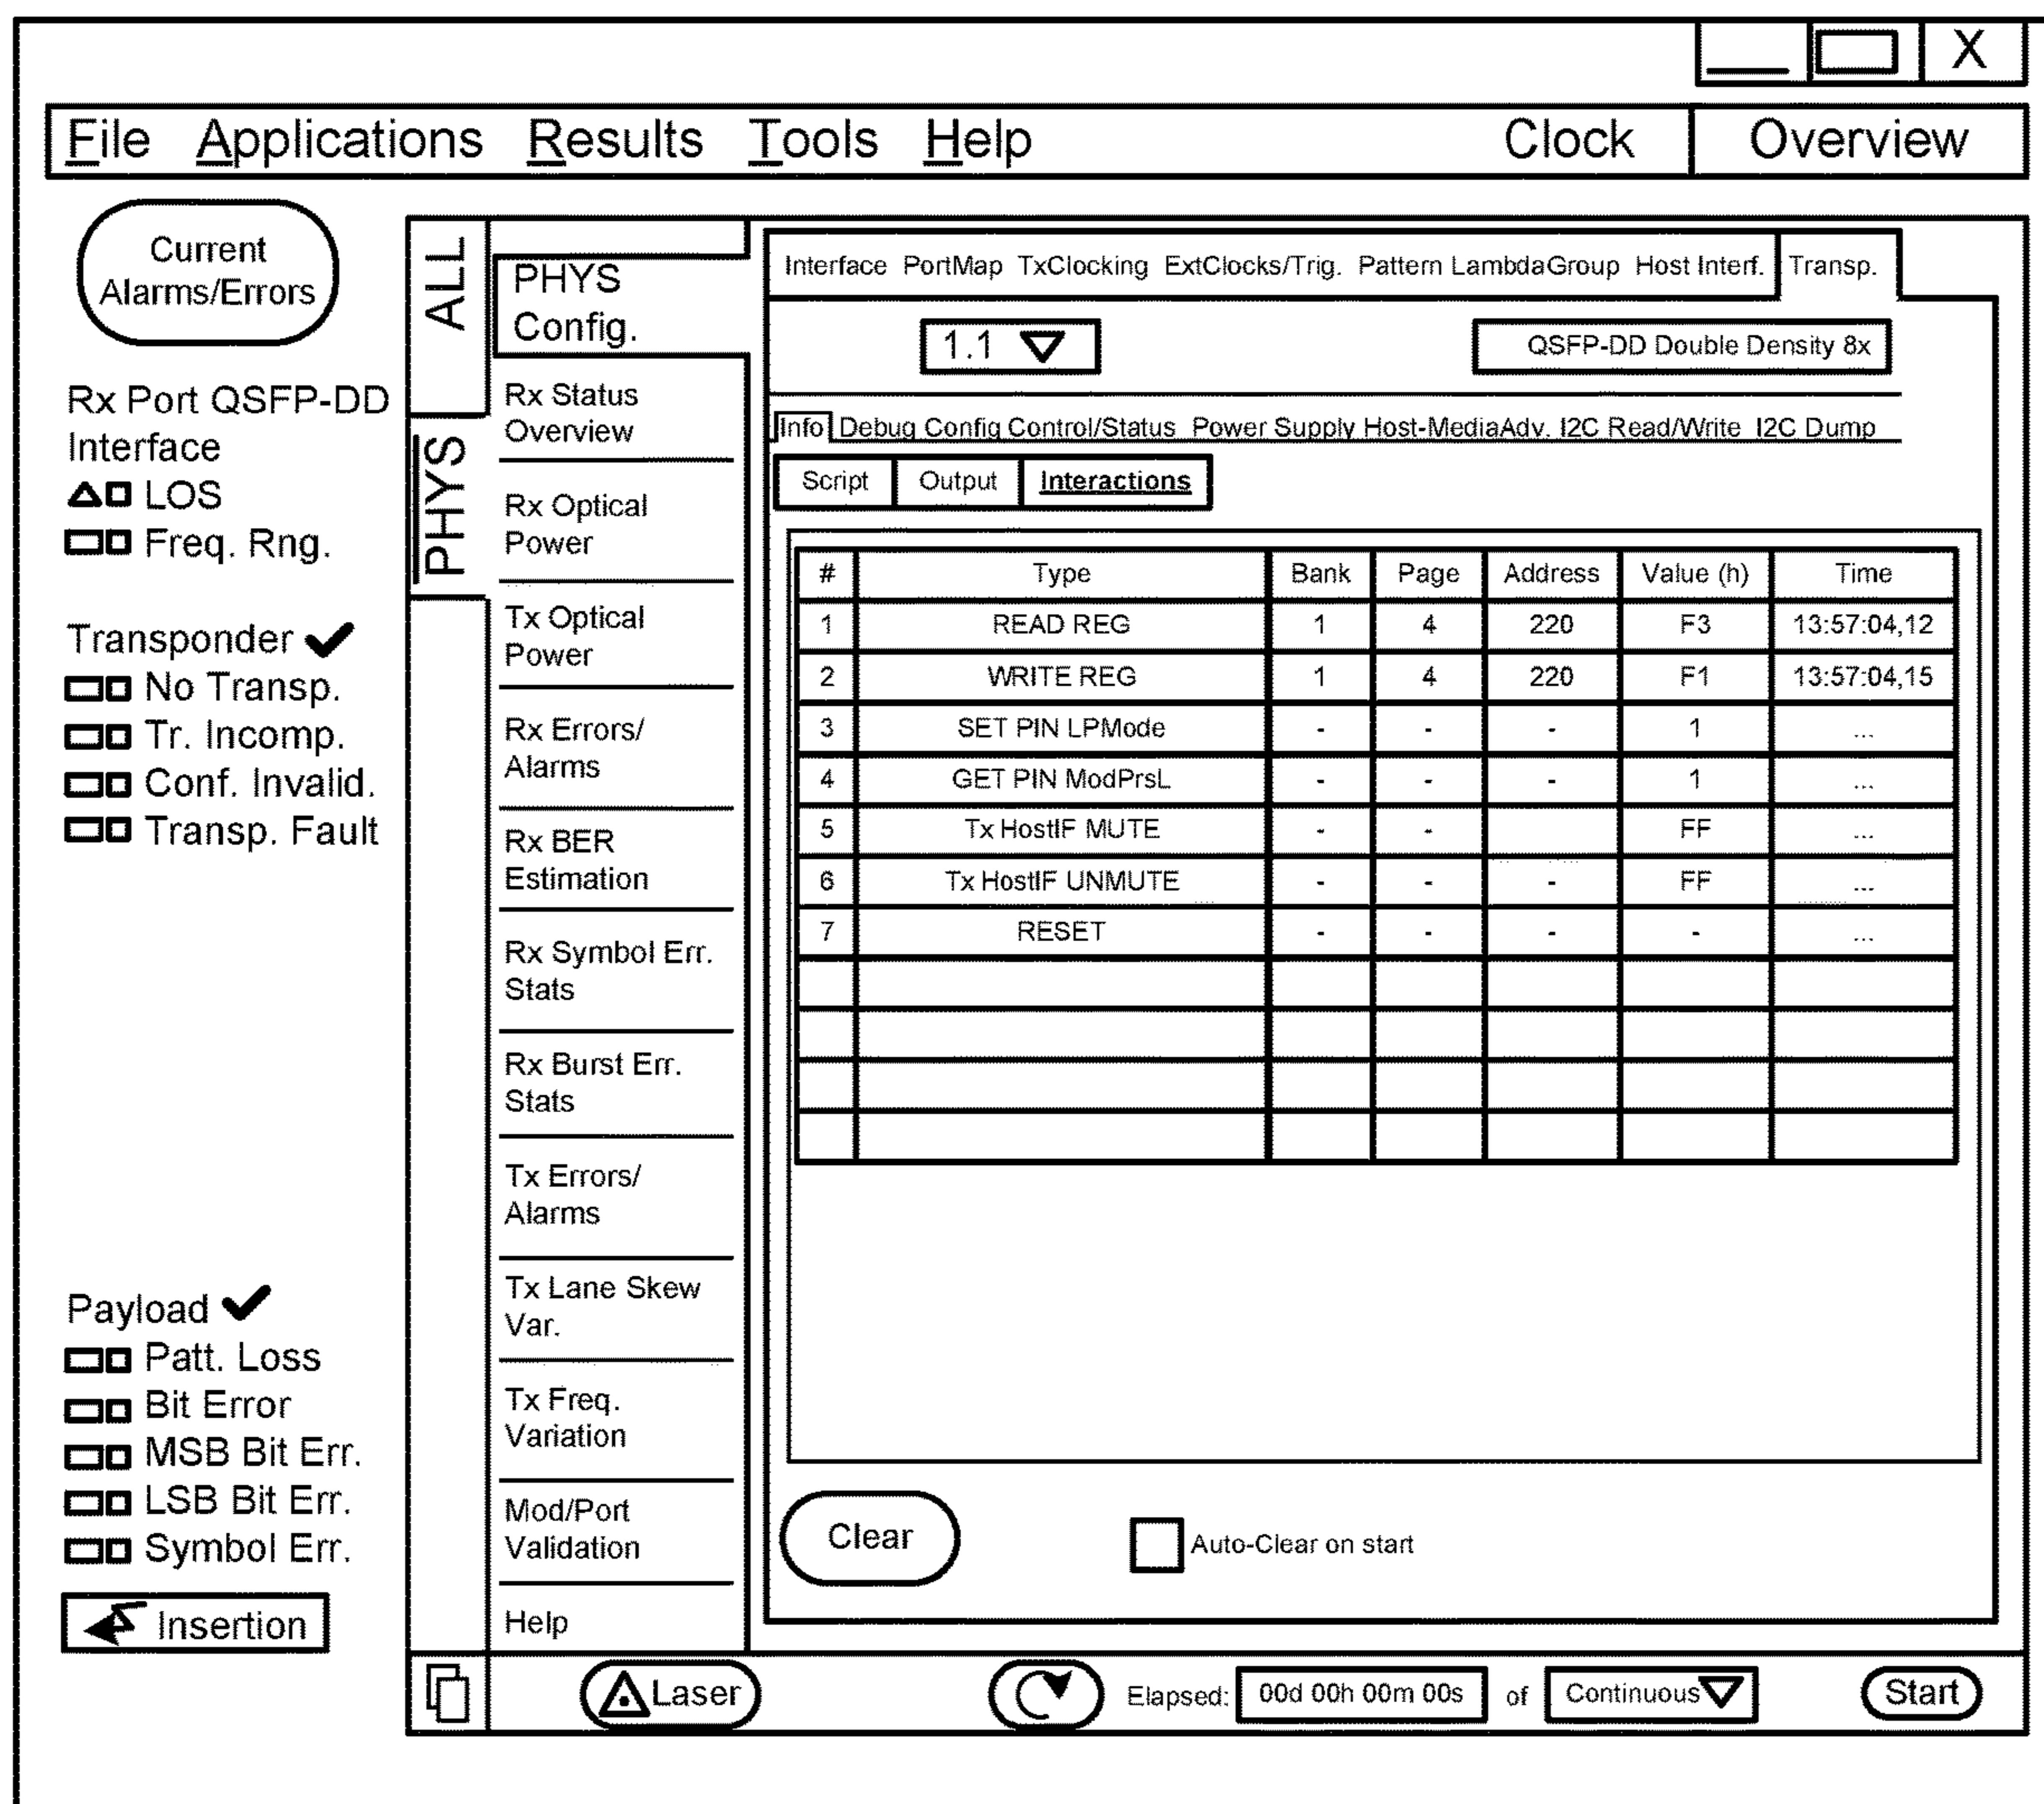 X
File Applications Results Tools Help Clock Overview
Current
Alarms/Errors
Rx Port QSFP-DD
Interface
LOS
Freq. Rng.
Transponder
No Transp.
Tr. Incomp.
Conf. Invalid.
Transp. Fault
Payload
Patt. Loss
Bit Error
MSB Bit Err.
LSB Bit Err.
Symbol Err.
Insertion
ALL
PHYS
PHYS
Config.
Rx Status
Overview
Rx Optical
Power
Tx Optical
Power
Rx Errors/
Alarms
Rx BER
Estimation
Rx Symbol Err.
Stats
Rx Burst Err.
Stats
Tx Errors/
Alarms
Tx Lane Skew
Var.
Tx Freq.
Variation
Mod/Port
Validation
Help
Interface PortMap TxClocking ExtClocks/Trig. Pattern LambdaGroup Host Interf. Transp.
1.1 QSFP-DD Double Density 8x
Info Debug Config Control/Status Power Supply Host-MediaAdv. I2C Read/Write I2C Dump
Script Output Interactions
# Type Bank Page Address Value (h) Time
1 READ REG 1 4 220 F3 13:57:04,12
2 WRITE REG 1 4 220 F1 13:57:04,15
3 SET PIN LPMode - - - 1 ...
4 GET PIN ModPrsL - - - 1 ...
5 Tx HostIF MUTE - - FF ...
6 Tx HostIF UNMUTE - - - FF ...
7 RESET - - - - ...
Clear Auto-Clear on start
Laser Elapsed: 00d 00h 00m 00s of Continuous Start